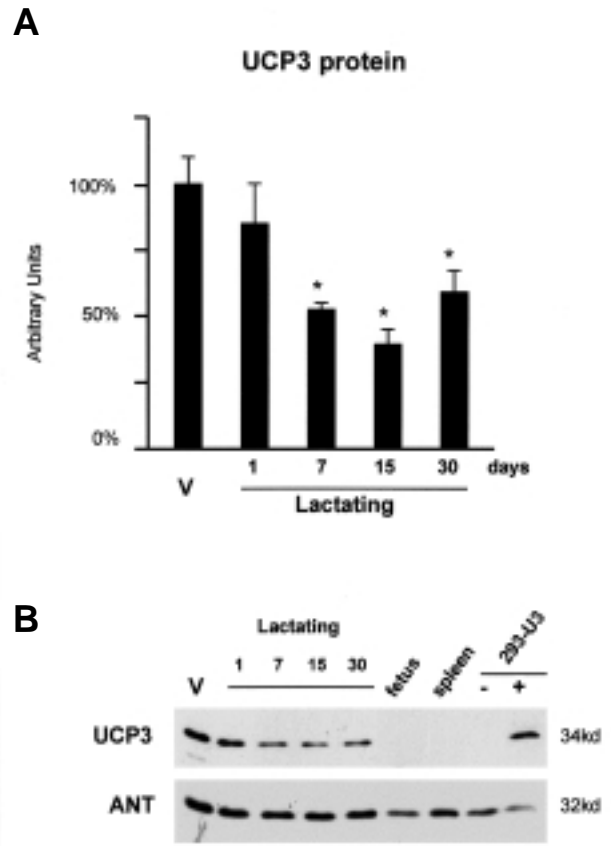 A
UCP3 protein
Arbitrary Units
100%
50%
0%
*
*
*
V
1 7 15 30 days
Lactating
B
Lactating
1 7 15 30
V
fetus
spleen
293-U3
- +
UCP3
34kd
ANT
32kd